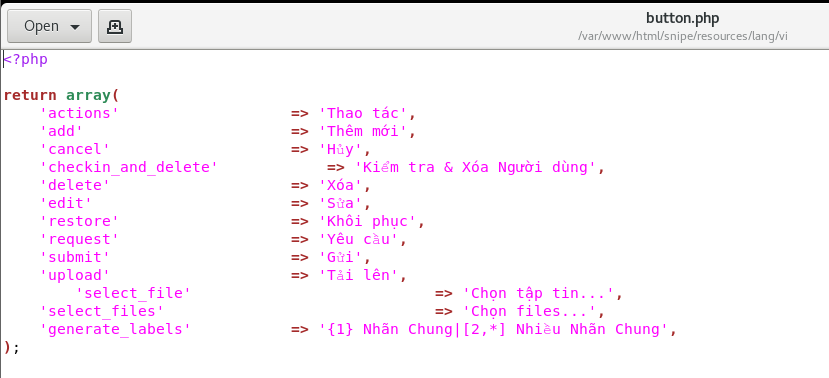 Open
button.php
/var/www/html/snipe/resources/lang/vi
<?php
return array(
'actions' => 'Thao tác',
'add' => 'Thêm mới',
'cancel' => 'Hủy',
'checkin_and_delete' => 'Kiểm tra & Xóa Người dùng',
'delete' => 'Xóa',
'edit' => 'Sửa',
'restore' => 'Khôi phục',
'request' => 'Yêu cầu',
'submit' => 'Gửi',
'upload' => 'Tải lên',
'select_file' => 'Chọn tập tin...',
'select_files' => 'Chọn files...',
'generate_labels' => '{1} Nhãn Chung|[2,*] Nhiều Nhãn Chung',
);